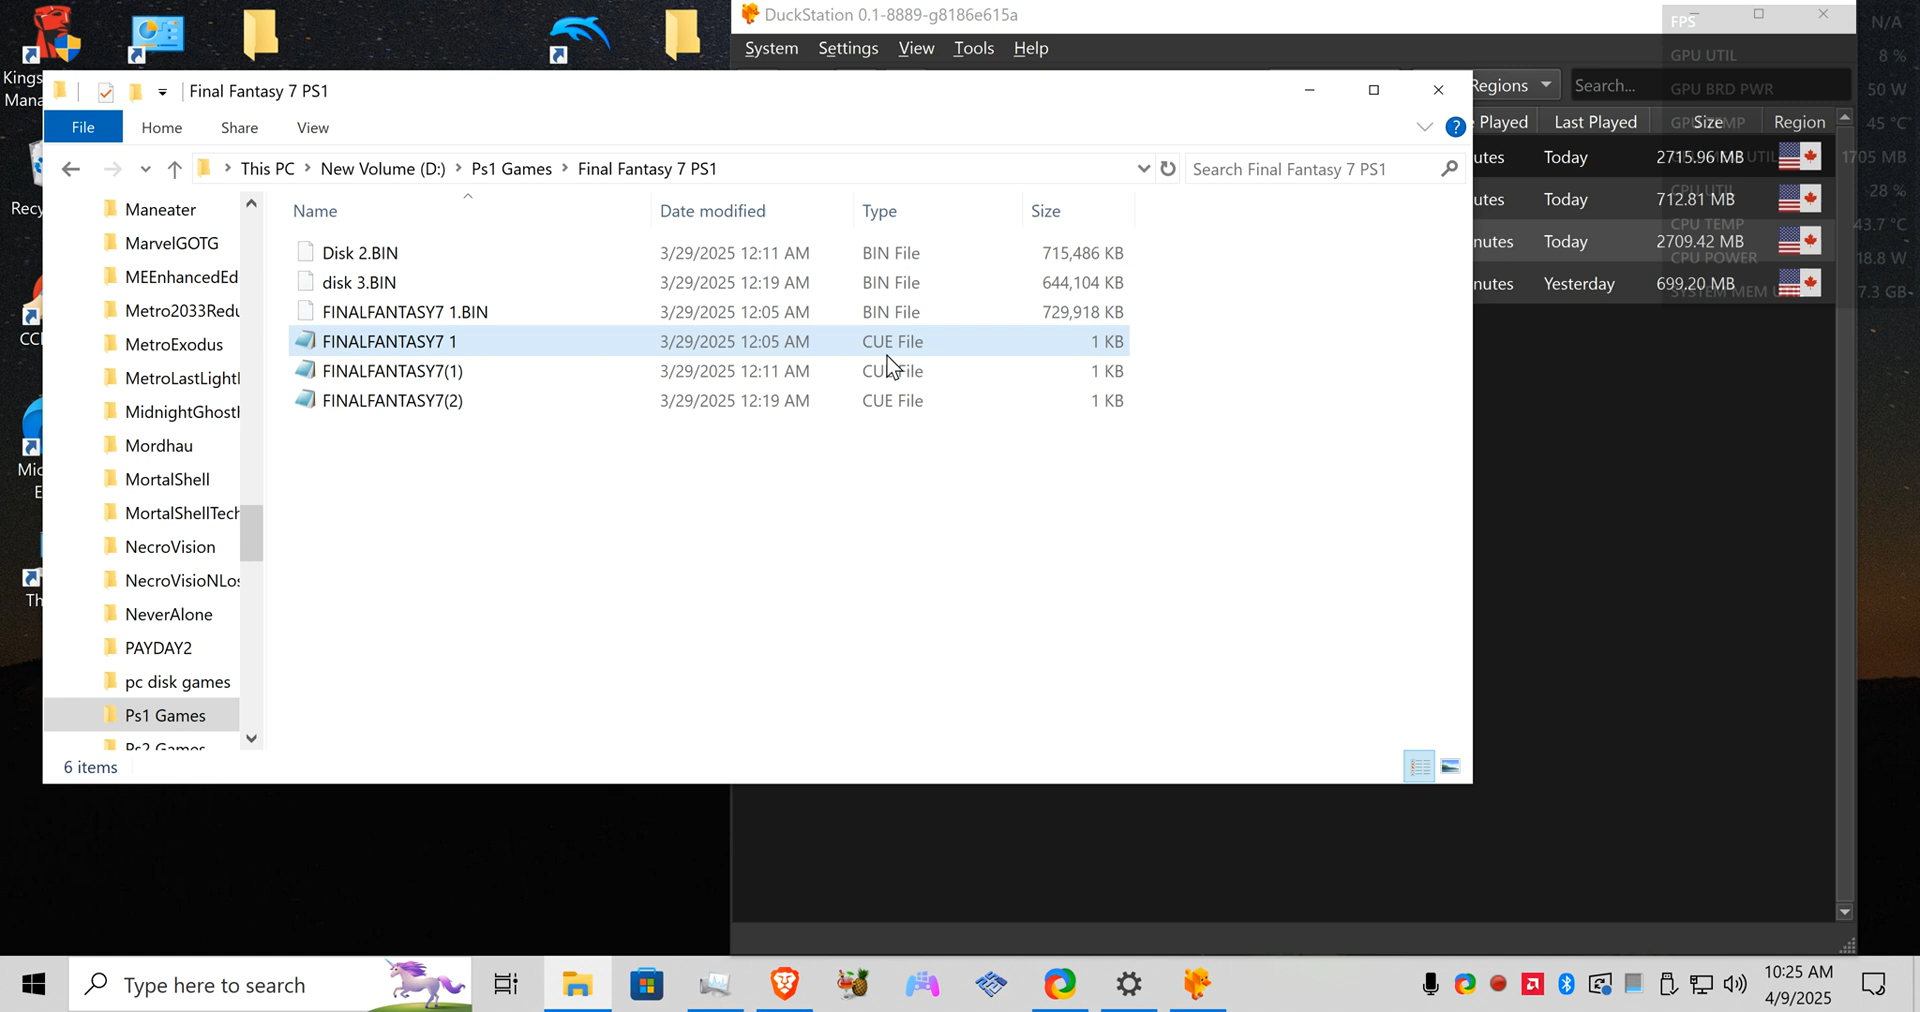 DuckStation 0.1-8889-g8186e615a
System Settings View Tools Help
FPS N/A
GPU UTIL 8 %
GPU BRD PWR 50 W
GPU TEMP 45 °C
UTIL 1705 MB
CPU UTIL 28 %
CPU TEMP 43.7 °C
CPU POWER 18.8 W
SYSTEM MEM U 7.3 GB
Regions Search...
Played Last Played Size Region
utes Today 2715.96 MB
utes Today 712.81 MB
nutes Today 2709.42 MB
nutes Yesterday 699.20 MB
Kings
Mana
Recy
CCl
Mic
E
Th
Final Fantasy 7 PS1
File Home Share View
This PC > New Volume (D:) > Ps1 Games > Final Fantasy 7 PS1
Search Final Fantasy 7 PS1
Name Date modified Type Size
Disk 2.BIN 3/29/2025 12:11 AM BIN File 715,486 KB
disk 3.BIN 3/29/2025 12:19 AM BIN File 644,104 KB
FINALFANTASY7 1.BIN 3/29/2025 12:05 AM BIN File 729,918 KB
FINALFANTASY7 1 3/29/2025 12:05 AM CUE File 1 KB
FINALFANTASY7(1) 3/29/2025 12:11 AM CUE File 1 KB
FINALFANTASY7(2) 3/29/2025 12:19 AM CUE File 1 KB
Maneater
MarvelGOTG
MEEnhancedEd
Metro2033Redu
MetroExodus
MetroLastLightl
MidnightGhostl
Mordhau
MortalShell
MortalShellTech
NecroVision
NecroVisioNLos
NeverAlone
PAYDAY2
pc disk games
Ps1 Games
Ps2 Games
6 items
Type here to search
10:25 AM
4/9/2025